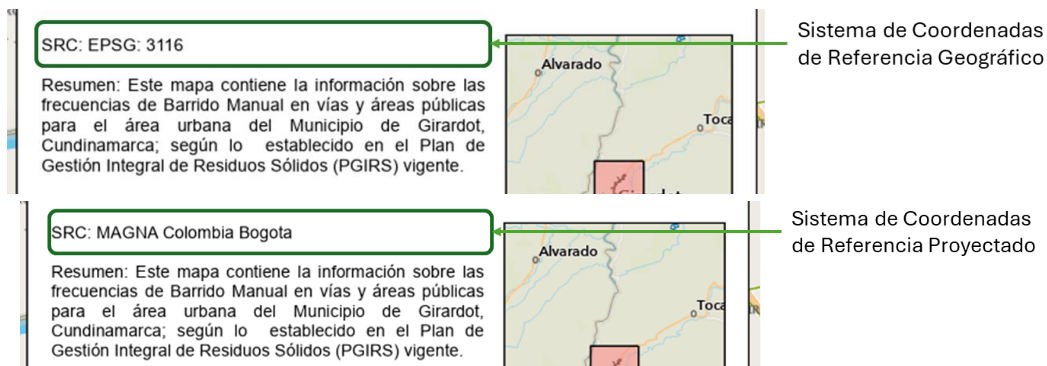 SRC: EPSG: 3116
Sistema de Coordenadas
de Referencia Geográfico
Resumen: Este mapa contiene la información sobre las
frecuencias de Barrido Manual en vías y áreas públicas
para el área urbana del Municipio de Girardot,
Cundinamarca; según lo establecido en el Plan de
Gestión Integral de Residuos Sólidos (PGIRS) vigente.
Alvarado
Toca
SRC: MAGNA Colombia Bogota
Sistema de Coordenadas
de Referencia Proyectado
Resumen: Este mapa contiene la información sobre las
frecuencias de Barrido Manual en vías y áreas públicas
para el área urbana del Municipio de Girardot,
Cundinamarca; según lo establecido en el Plan de
Gestión Integral de Residuos Sólidos (PGIRS) vigente.
Alvarado
Toca